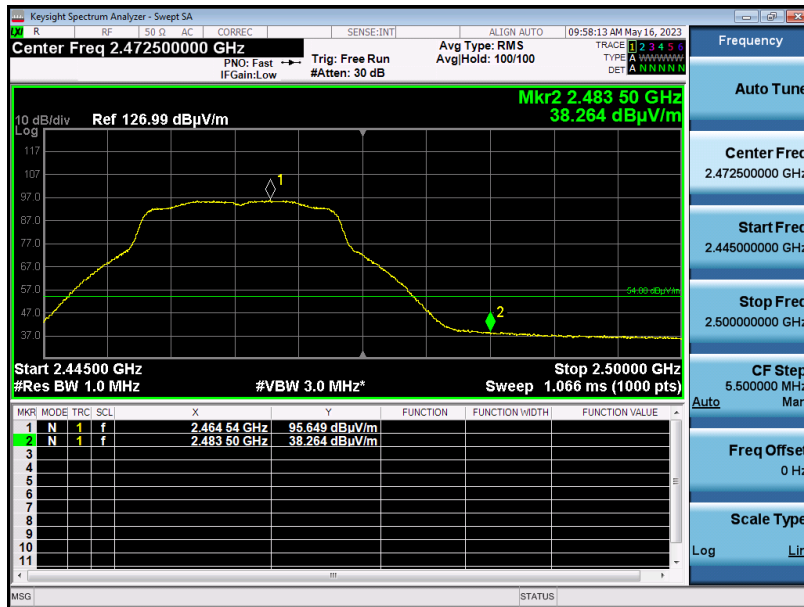 Keysight Spectrum Analyzer - Swept SA
LXI R RF 50 Ω AC CORREC SENSE:INT ALIGN AUTO 09:58:13 AM May 16, 2023
Center Freq 2.472500000 GHz
PNO: Fast
IFGain:Low
Trig: Free Run
#Atten: 30 dB
Avg Type: RMS
Avg|Hold: 100/100
TRACE 1 2 3 4 5 6
TYPE A WWWWW
DET A N N N N N
Mkr2 2.483 50 GHz
38.264 dBµV/m
10 dB/div Ref 126.99 dBµV/m
Log
117
107
97.0
87.0
77.0
67.0
57.0
47.0
37.0
1
54.00 dBµV/m
2
Start 2.44500 GHz Stop 2.50000 GHz
#Res BW 1.0 MHz #VBW 3.0 MHz* Sweep 1.066 ms (1000 pts)
MKR MODE TRC SCL X Y FUNCTION FUNCTION WIDTH FUNCTION VALUE
1 N 1 f 2.464 54 GHz 95.649 dBµV/m
2 N 1 f 2.483 50 GHz 38.264 dBµV/m
3
4
5
6
7
8
9
10
11
MSG STATUS
Frequency
Auto Tune
Center Freq
2.472500000 GHz
Start Freq
2.445000000 GHz
Stop Freq
2.500000000 GHz
CF Step
5.500000 MHz
Auto Man
Freq Offset
0 Hz
Scale Type
Log Lin